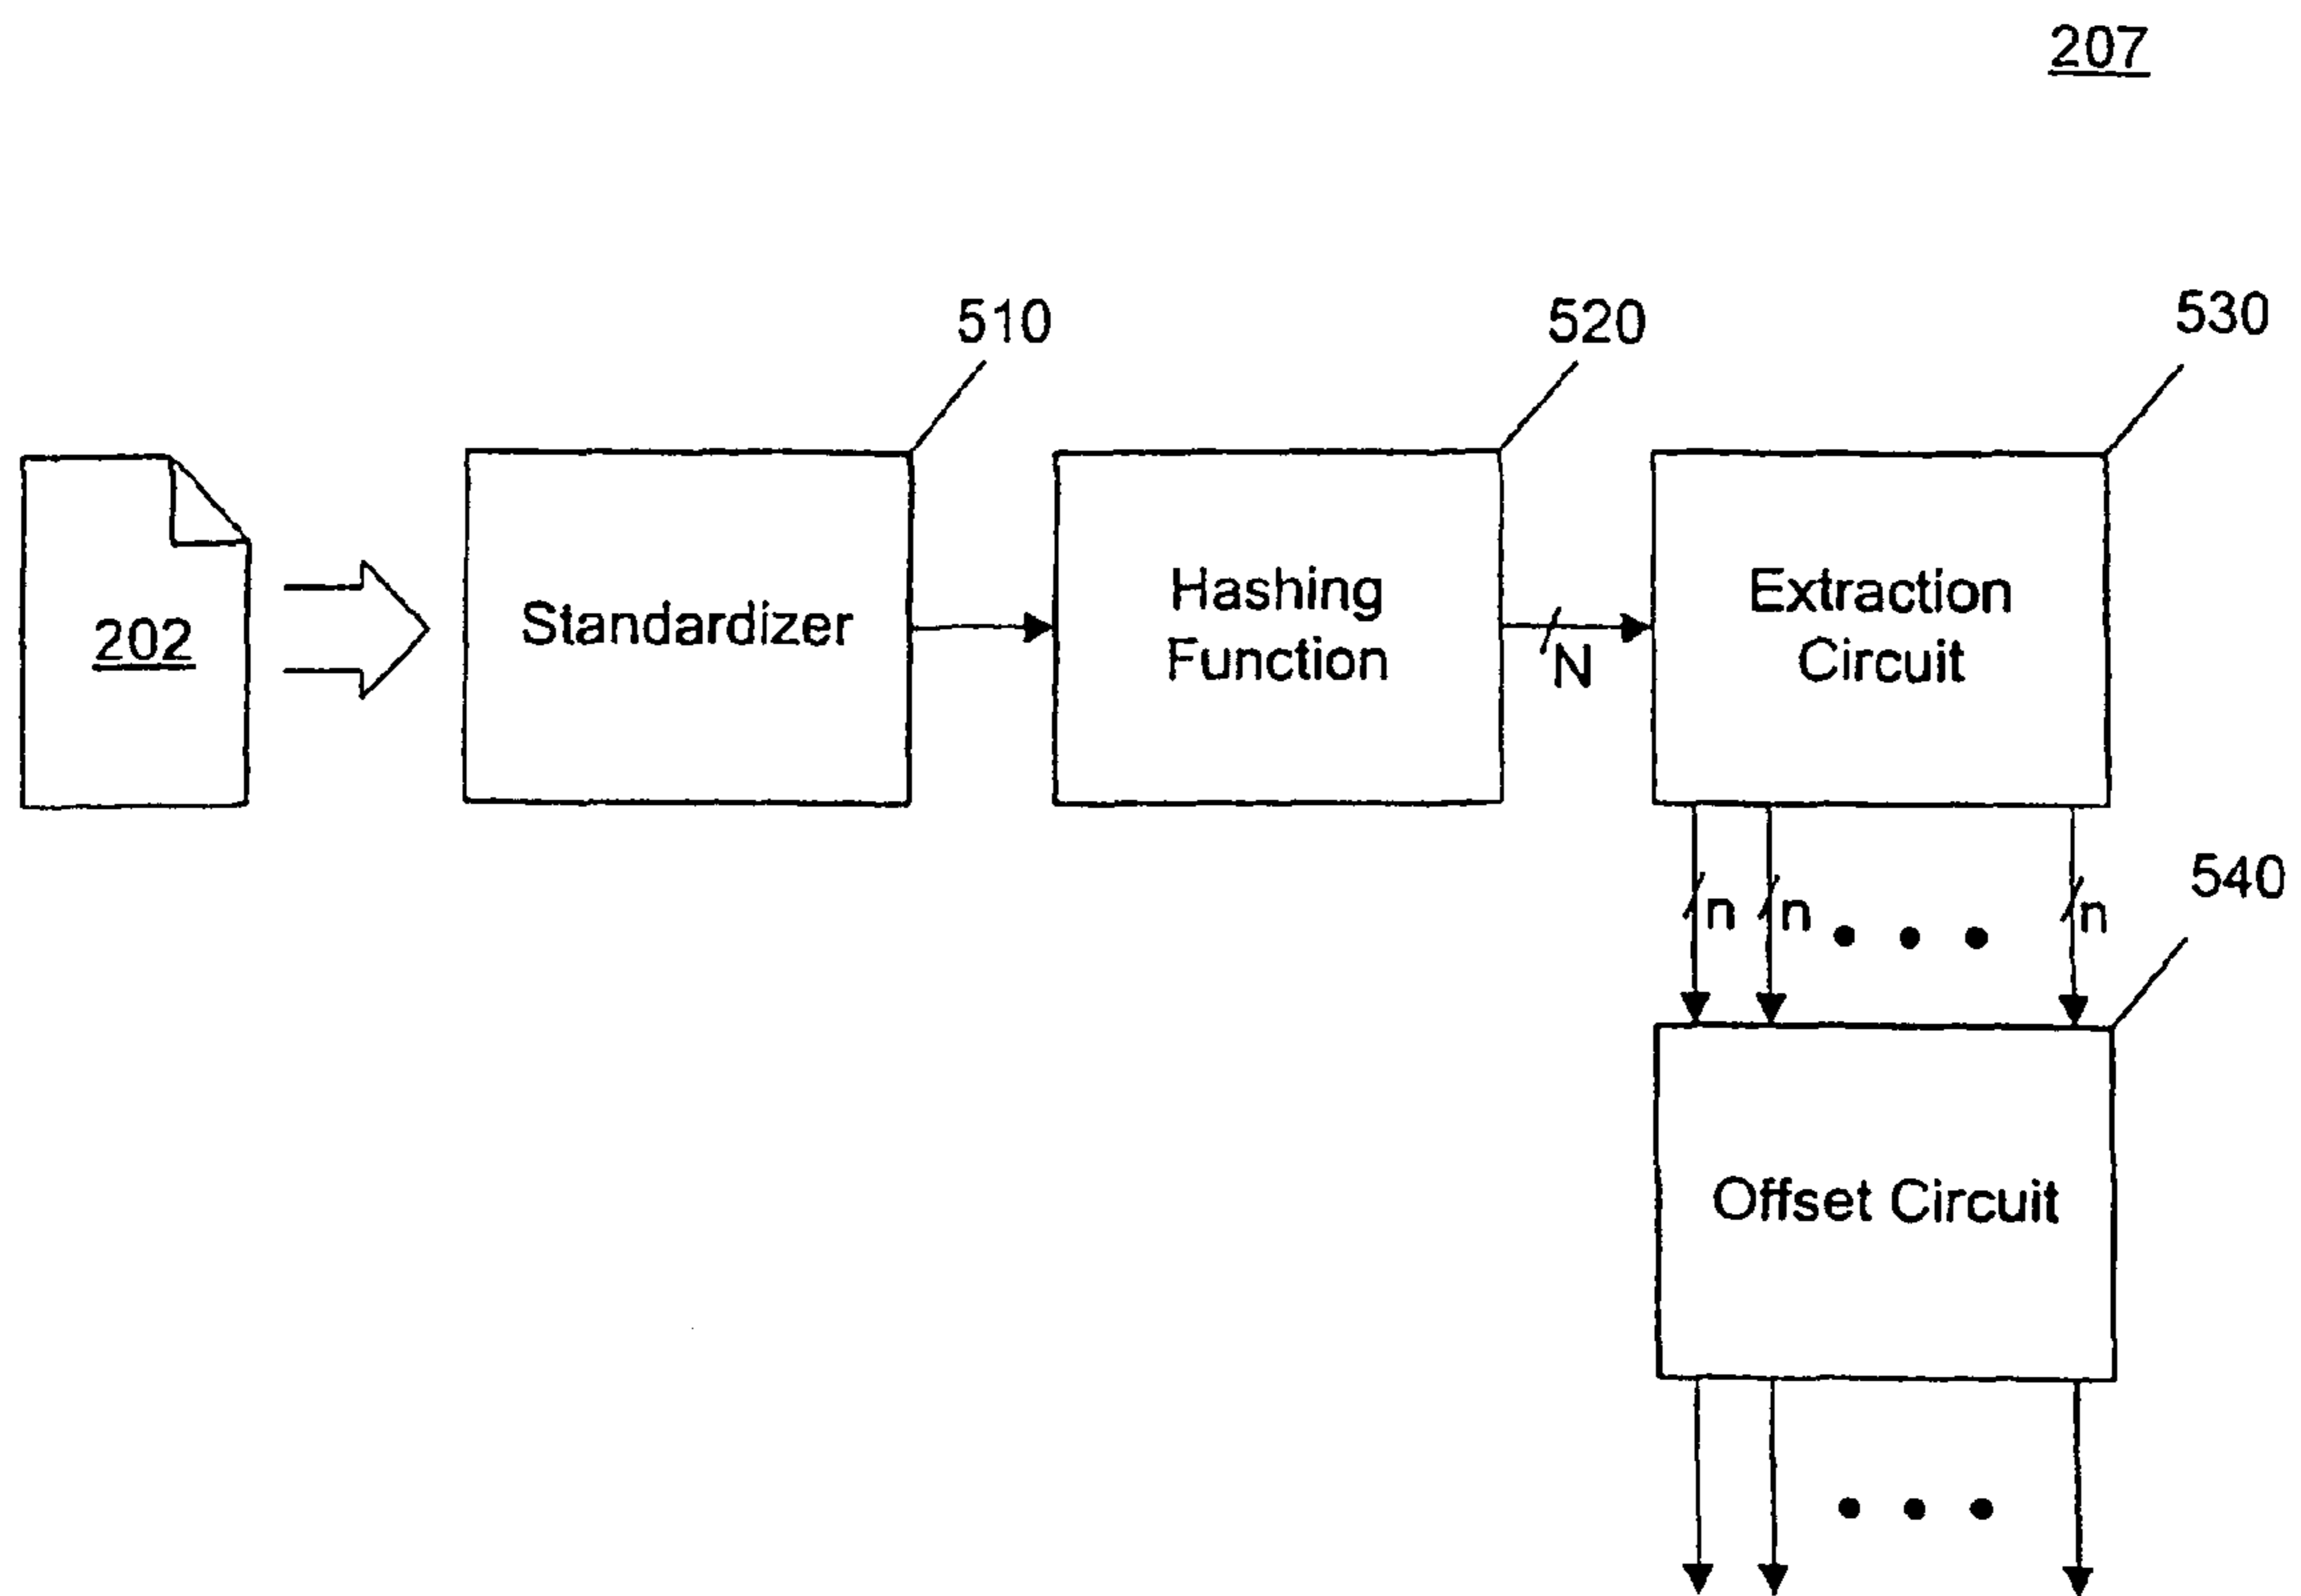 207
510
520
530
202
Standardizer
Hashing
Function
N
Extraction
Circuit
n
n
n
540
Offset Circuit